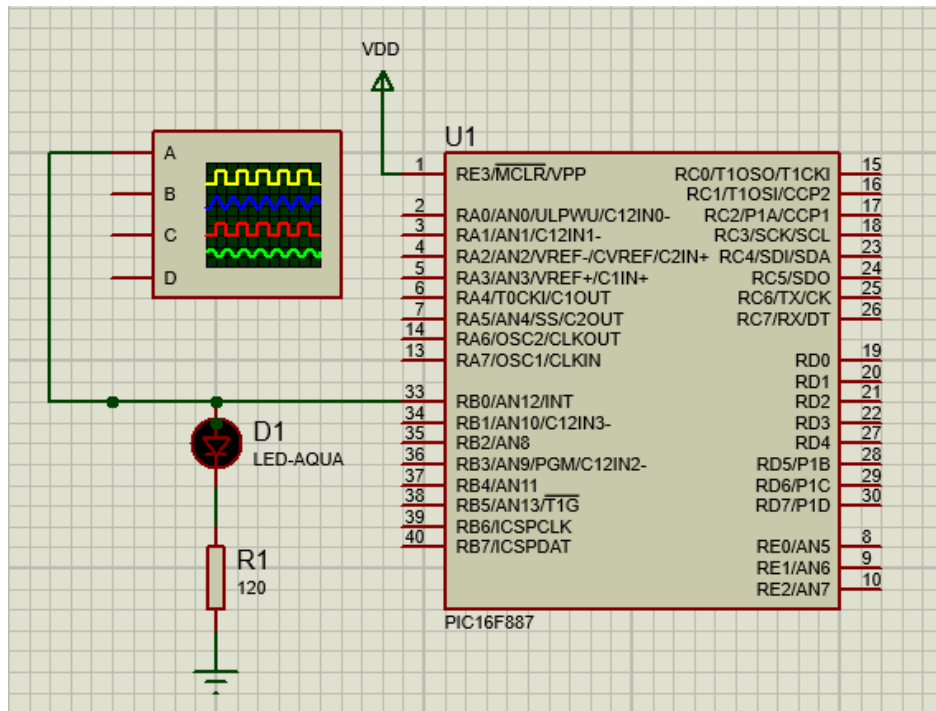 VDD
A
B
C
D
U1
1 RE3/MCLR/VPP RC0/T1OSO/T1CKI 15
RC1/T1OSI/CCP2 16
2 RA0/AN0/ULPWU/C12IN0- RC2/P1A/CCP1 17
3 RA1/AN1/C12IN1- RC3/SCK/SCL 18
4 RA2/AN2/VREF-/CVREF/C2IN+ RC4/SDI/SDA 23
5 RA3/AN3/VREF+/C1IN+ RC5/SDO 24
6 RA4/T0CKI/C1OUT RC6/TX/CK 25
7 RA5/AN4/SS/C2OUT RC7/RX/DT 26
14 RA6/OSC2/CLKOUT
13 RA7/OSC1/CLKIN RD0 19
RD1 20
33 RB0/AN12/INT RD2 21
34 RB1/AN10/C12IN3- RD3 22
35 RB2/AN8 RD4 27
36 RB3/AN9/PGM/C12IN2- RD5/P1B 28
37 RB4/AN11 RD6/P1C 29
38 RB5/AN13/T1G RD7/P1D 30
39 RB6/ICSPCLK
40 RB7/ICSPDAT RE0/AN5 8
RE1/AN6 9
RE2/AN7 10
PIC16F887
D1
LED-AQUA
R1
120